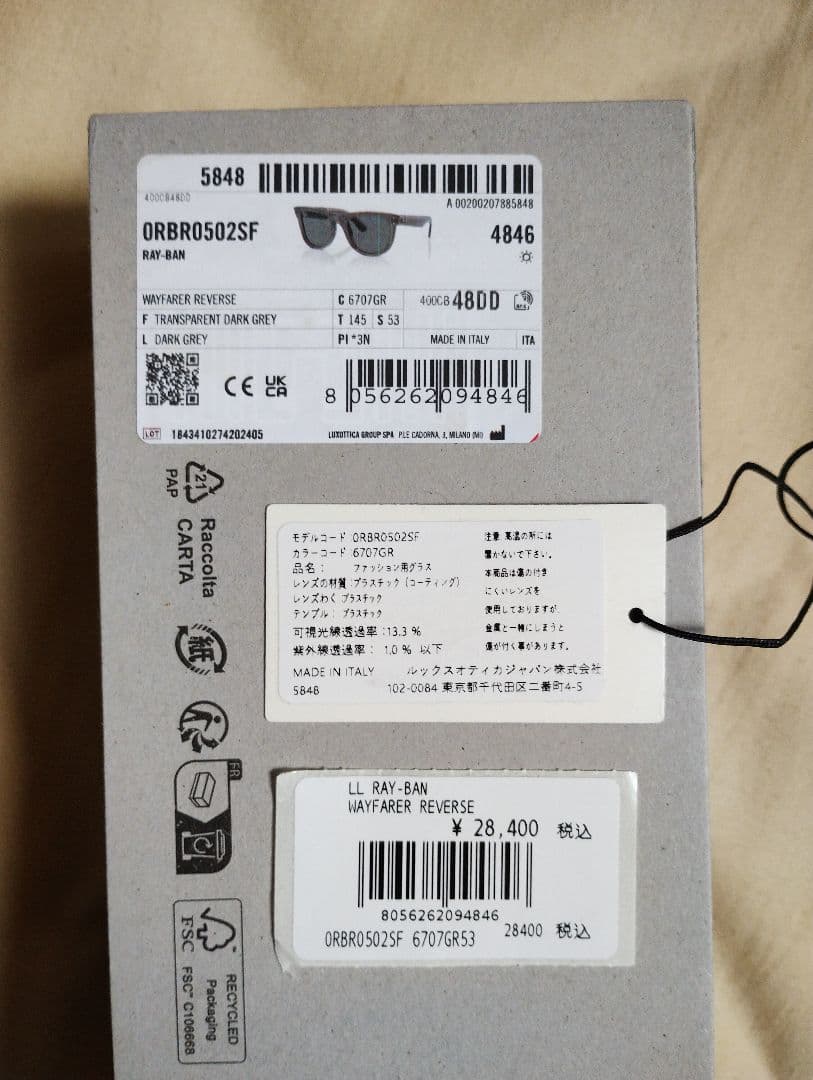 5848
400CB48DD
A 00200207885848
0RBR0502SF
4846
RAY-BAN
WAYFARER REVERSE
C 6707GR
400CB 48DD
F TRANSPARENT DARK GREY
T 145 S 53
L DARK GREY
PI *3N
MADE IN ITALY
ITA
CE UK CA
8 056262 094846
LOT 1843410274202405
LUXOTTICA GROUP SPA P.LE CADORNA, 3, MILANO (MI)
21
PAP
Raccolta
CARTA
紙
モデルコード 0RBR0502SF
カラーコード 6707GR
品名： ファッション用グラス
レンズの材質：プラスチック（コーティング）
レンズわく プラスチック
テンプル： プラスチック
可視光線透過率：13.3 %
紫外線透過率： 1.0 % 以下
注意 高温の所には
置かないで下さい。
本商品は傷の付き
にくいレンズを
使用しておりますが、
金属と一緒にしまうと
傷が付く事があります。
MADE IN ITALY ルックスオティカジャパン株式会社
5848 102-0084 東京都千代田区二番町4-5
FR
LL RAY-BAN
WAYFARER REVERSE
¥ 28,400 税込
8056262094846
0RBR0502SF 6707GR53 28400 税込
FSC
RECYCLED
Packaging
FSC™ C106668